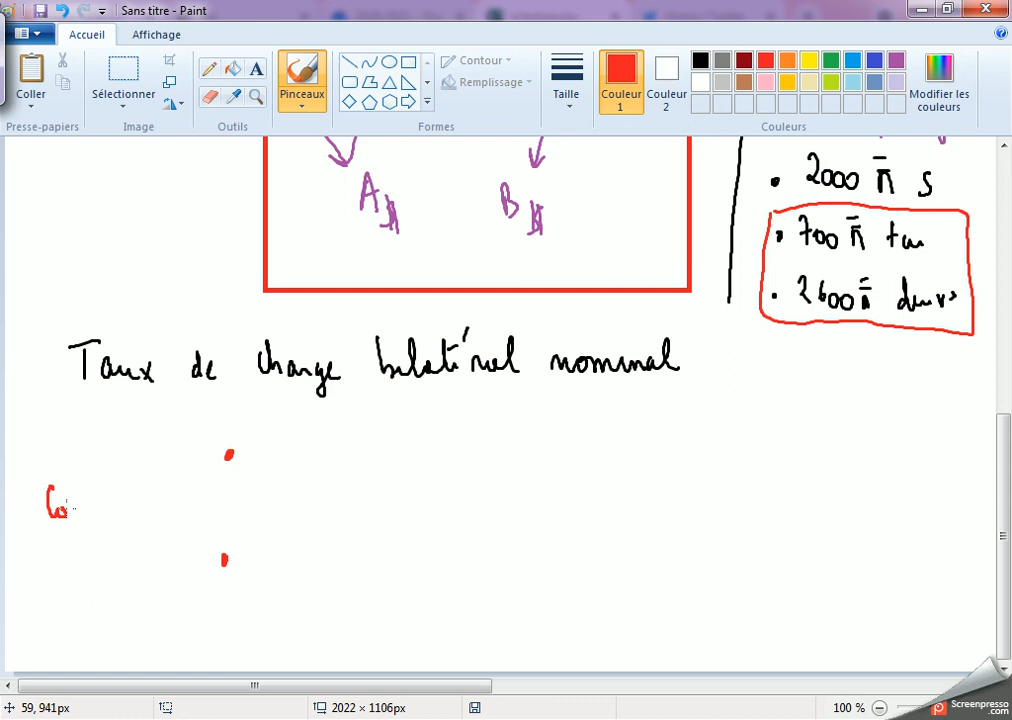 Sans titre - Paint
Accueil
Affichage
Coller
Sélectionner
Pinceaux
Contour
Remplissage
Taille
Couleur 1
Couleur 2
Modifier les couleurs
Presse-papiers
Image
Outils
Formes
Couleurs
A
B
• 2000 n̄ s
• 700 n̄
• 2600 n̄
Taux de change bilatéral nominal
Co
59, 941px
2022 × 1106px
100 %
Screenpresso.com